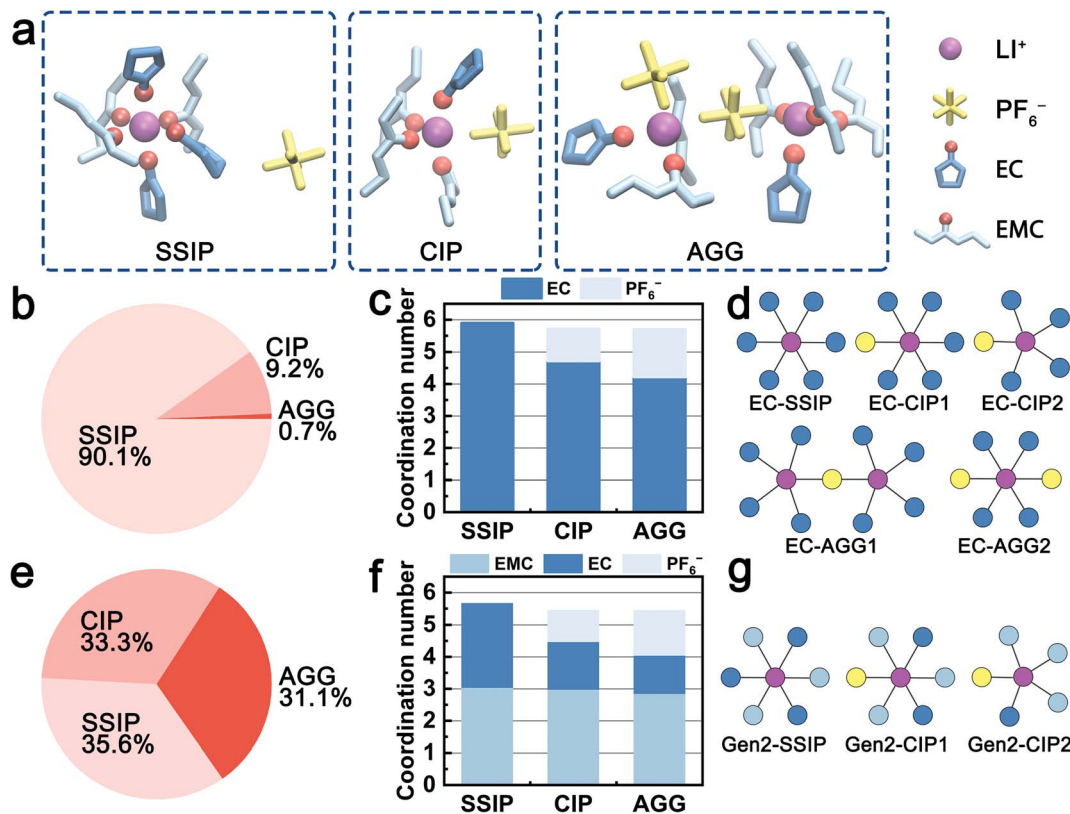 a
SSIP
CIP
AGG
LI⁺
PF₆⁻
EC
EMC
b
CIP
9.2%
AGG
0.7%
SSIP
90.1%
c
EC PF₆⁻
Coordination number
6
5
4
3
2
1
0
SSIP CIP AGG
d
EC-SSIP EC-CIP1 EC-CIP2
EC-AGG1 EC-AGG2
e
CIP
33.3%
AGG
31.1%
SSIP
35.6%
f
EMC EC PF₆⁻
Coordination number
6
5
4
3
2
1
0
SSIP CIP AGG
g
Gen2-SSIP Gen2-CIP1 Gen2-CIP2